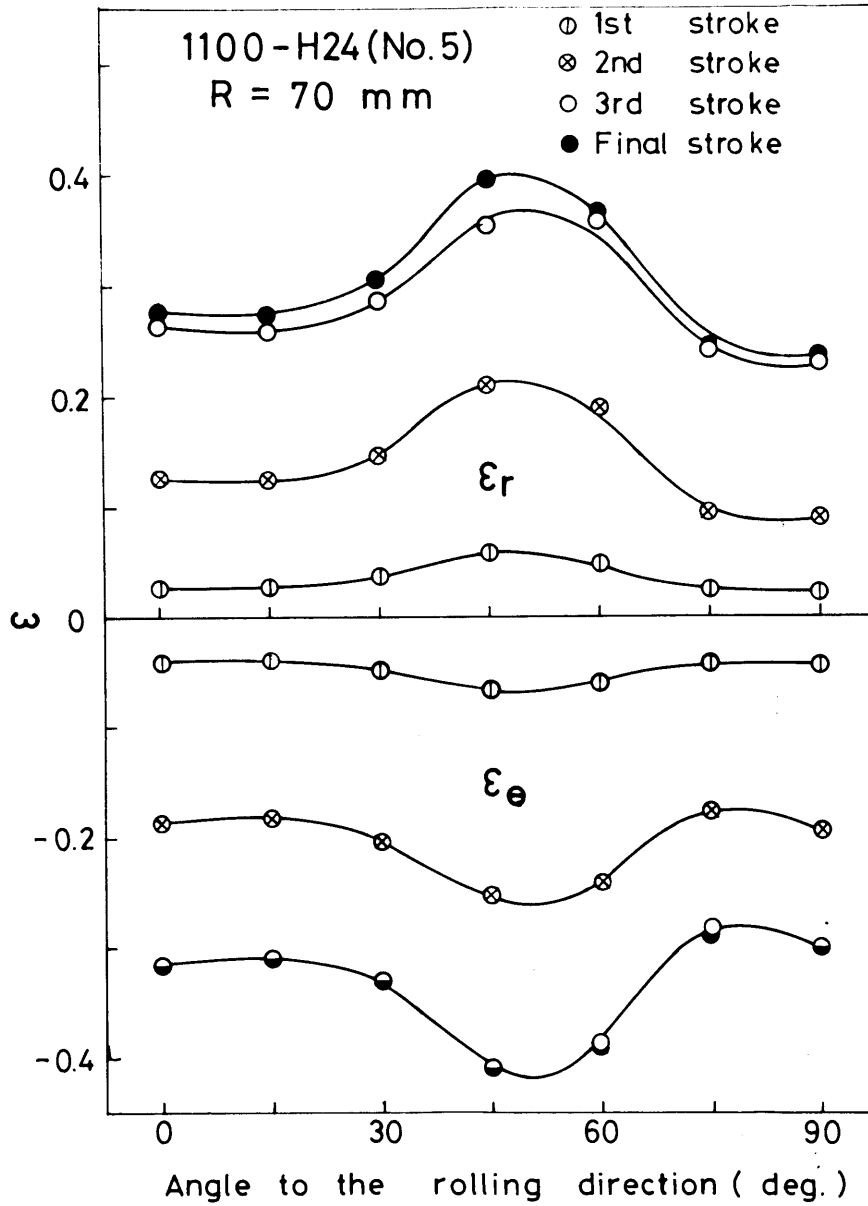 1100-H24(No.5)
R = 70 mm
1st stroke
2nd stroke
3rd stroke
Final stroke
0.4
0.2
εr
0
ε
εθ
-0.2
-0.4
0 30 60 90
Angle to the rolling direction ( deg. )